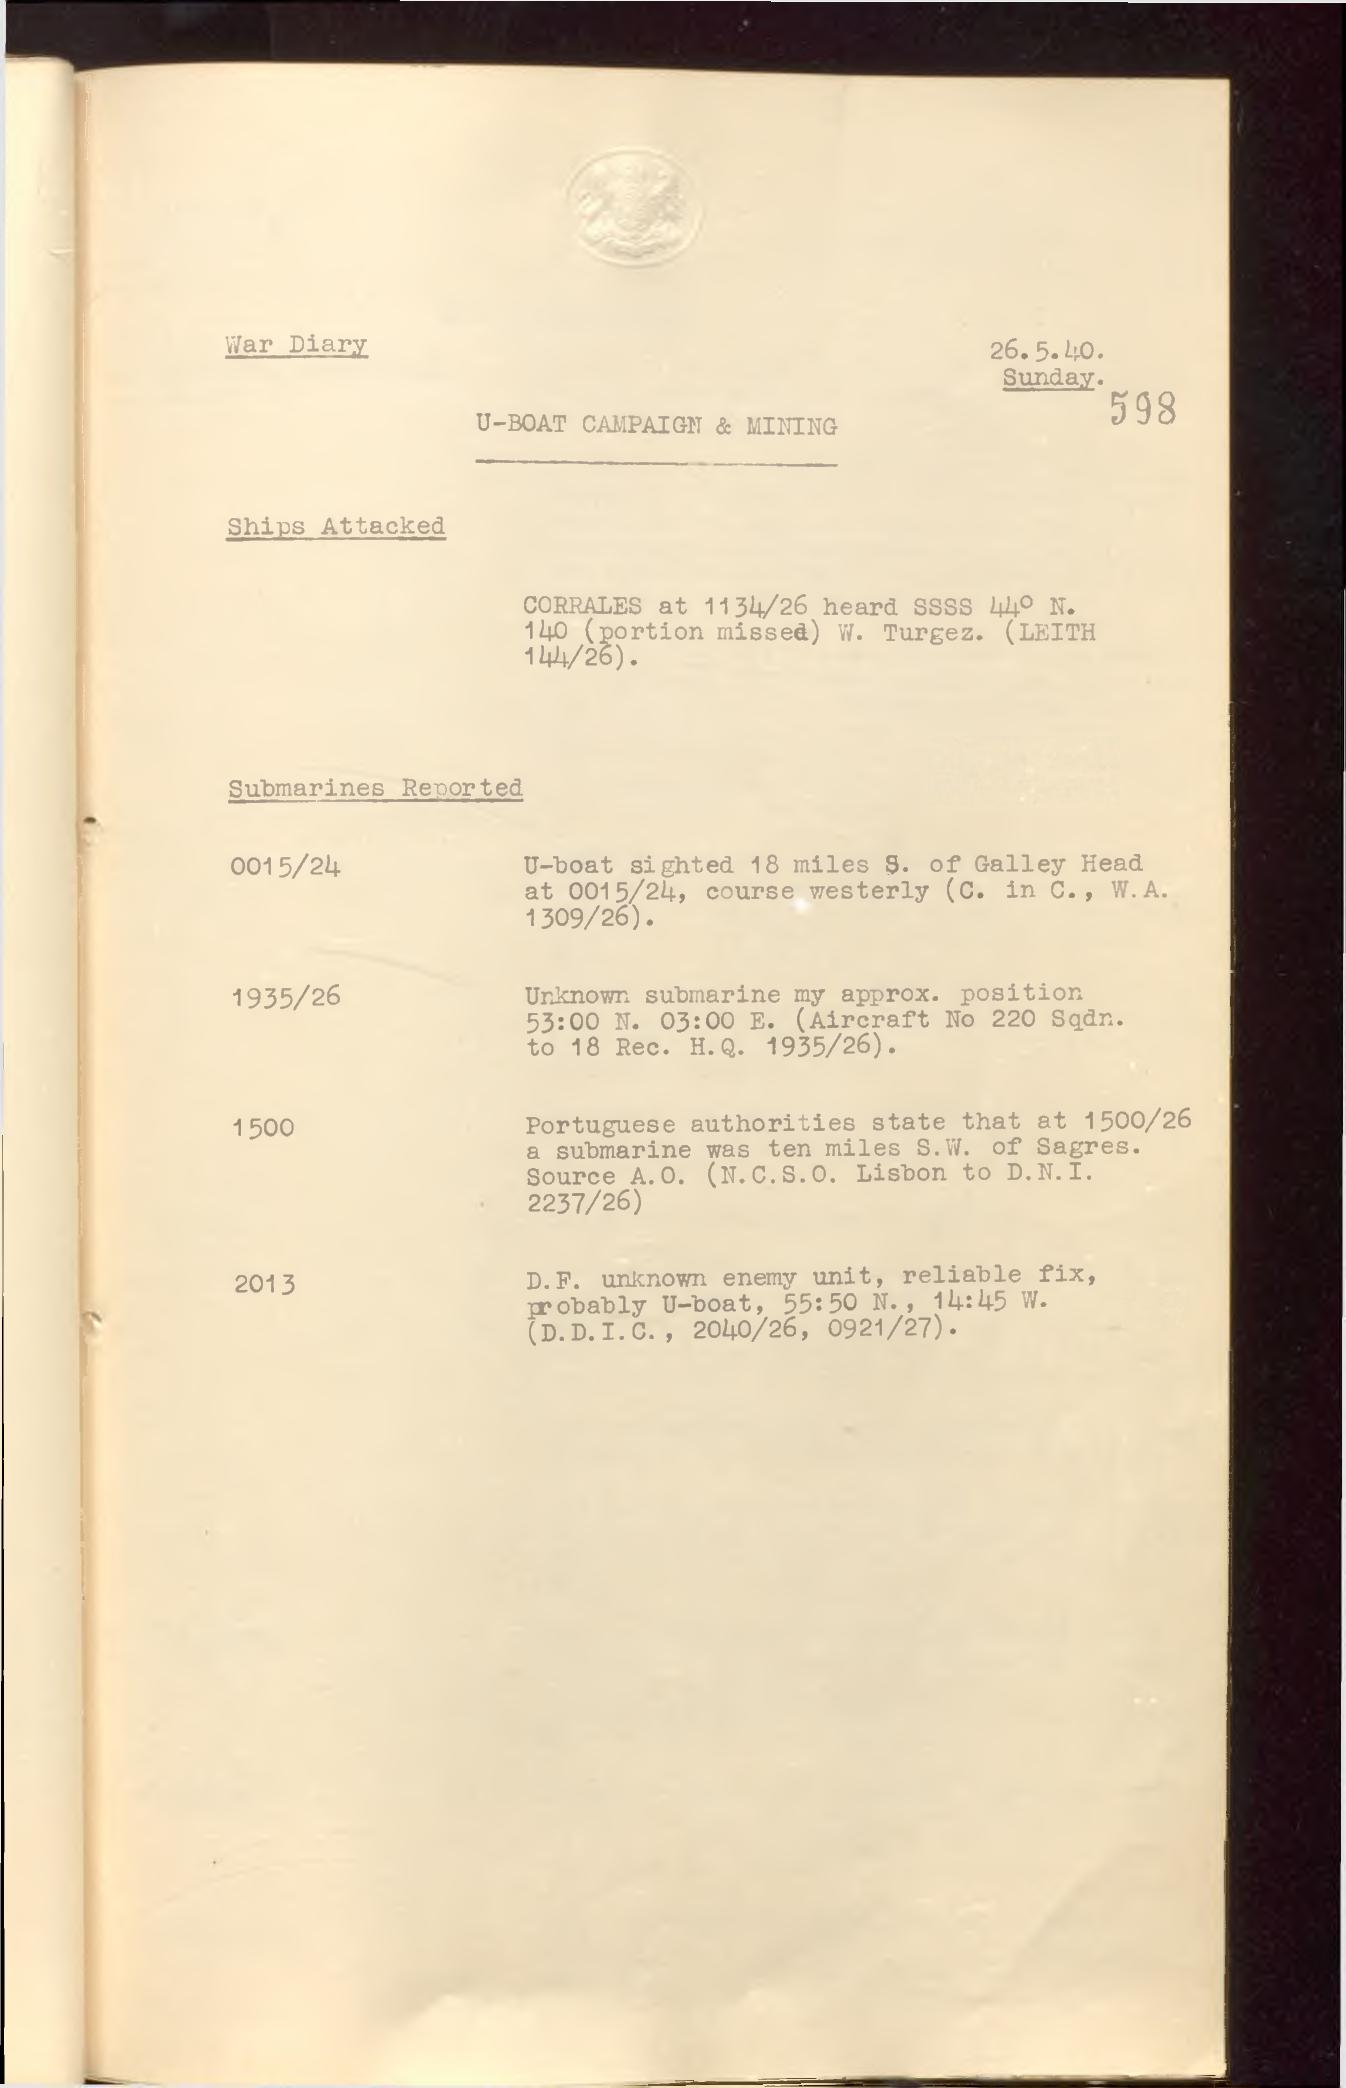 War Diary
26.5.40.
Sunday.
598
U-BOAT CAMPAIGN & MINING
Ships Attacked
CORRALES at 1134/26 heard SSSS 44° N.
140 (portion missed) W. Turgez. (LEITH
144/26).
Submarines Reported
0015/24
U-boat sighted 18 miles S. of Galley Head
at 0015/24, course westerly (C. in C., W.A.
1309/26).
1935/26
Unknown submarine my approx. position
53:00 N. 03:00 E. (Aircraft No 220 Sqdn.
to 18 Rec. H.Q. 1935/26).
1500
Portuguese authorities state that at 1500/26
a submarine was ten miles S.W. of Sagres.
Source A.O. (N.C.S.O. Lisbon to D.N.I.
2237/26)
2013
D.F. unknown enemy unit, reliable fix,
probably U-boat, 55:50 N., 14:45 W.
(D.D.I.C., 2040/26, 0921/27).